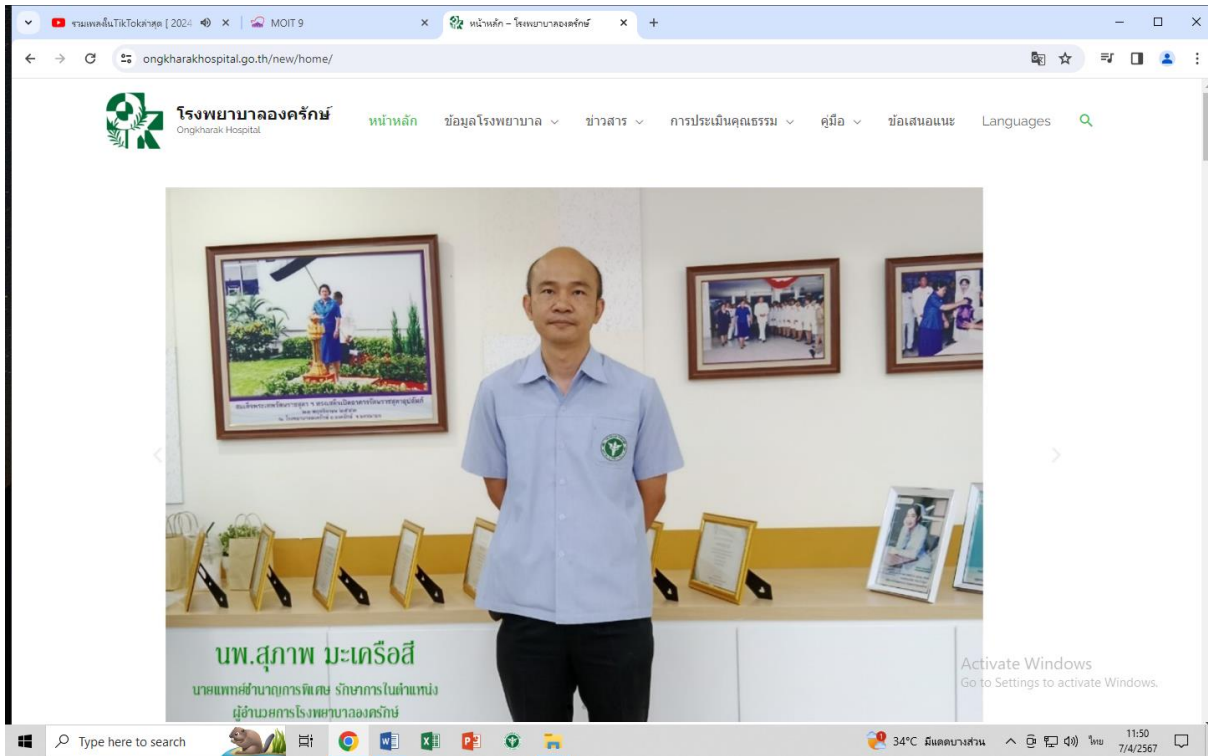 รวมเพลงในTikTokล่าสุด [ 2024
MOIT 9
หน้าหลัก – โรงพยาบาลองครักษ์
ongkharakhospital.go.th/new/home/
โรงพยาบาลองครักษ์
Ongkharak Hospital
หน้าหลัก
ข้อมูลโรงพยาบาล
ข่าวสาร
การประเมินคุณธรรม
คู่มือ
ข้อเสนอแนะ
Languages
นพ.สุภาพ มะเครือสี
นายแพทย์ชำนาญการพิเศษ รักษาการในตำแหน่ง
ผู้อำนวยการโรงพยาบาลองครักษ์
Activate Windows
Go to Settings to activate Windows.
Type here to search
34°C มีแดดบางส่วน
ไทย
11:50
7/4/2567